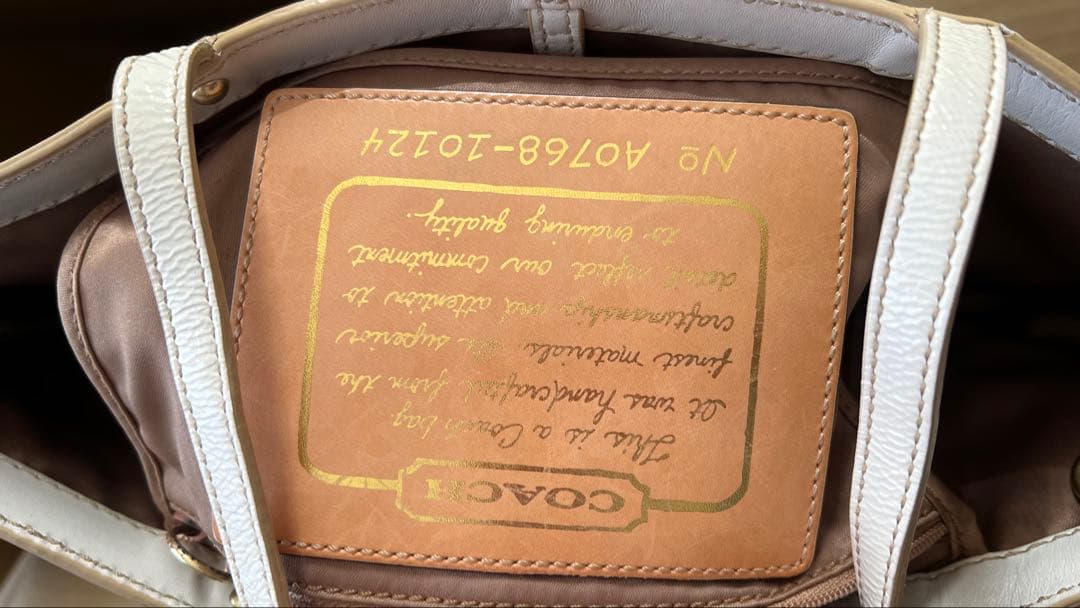 COACH
This is a Coach bag.
It was handcrafted from the
finest materials. The superior
craftsmanship and attention to
detail reflect our commitment
to enduring quality.
Nº A0768-10124